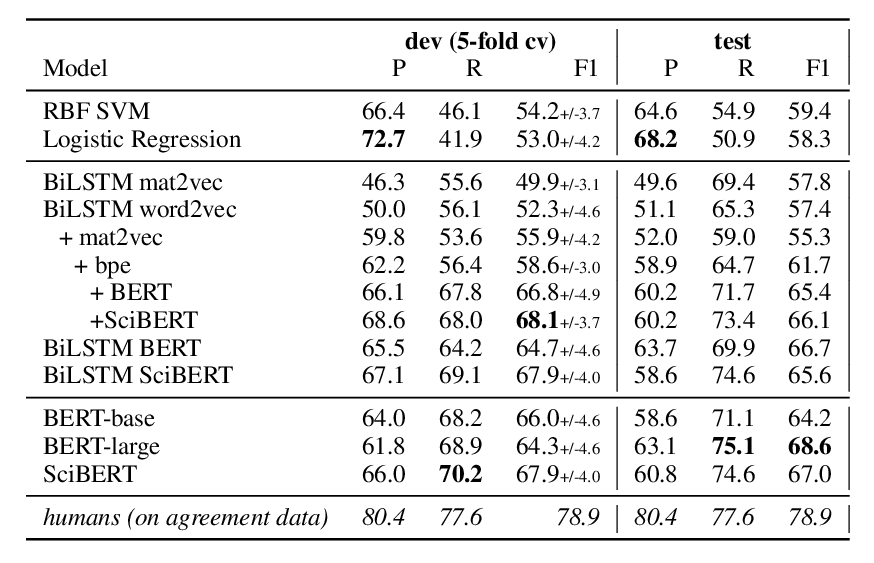 dev (5-fold cv) test
Model P R F1 P R F1
RBF SVM 66.4 46.1 54.2+/-3.7 64.6 54.9 59.4
Logistic Regression 72.7 41.9 53.0+/-4.2 68.2 50.9 58.3
BiLSTM mat2vec 46.3 55.6 49.9+/-3.1 49.6 69.4 57.8
BiLSTM word2vec 50.0 56.1 52.3+/-4.6 51.1 65.3 57.4
+ mat2vec 59.8 53.6 55.9+/-4.2 52.0 59.0 55.3
+ bpe 62.2 56.4 58.6+/-3.0 58.9 64.7 61.7
+ BERT 66.1 67.8 66.8+/-4.9 60.2 71.7 65.4
+SciBERT 68.6 68.0 68.1+/-3.7 60.2 73.4 66.1
BiLSTM BERT 65.5 64.2 64.7+/-4.6 63.7 69.9 66.7
BiLSTM SciBERT 67.1 69.1 67.9+/-4.0 58.6 74.6 65.6
BERT-base 64.0 68.2 66.0+/-4.6 58.6 71.1 64.2
BERT-large 61.8 68.9 64.3+/-4.6 63.1 75.1 68.6
SciBERT 66.0 70.2 67.9+/-4.0 60.8 74.6 67.0
humans (on agreement data) 80.4 77.6 78.9 80.4 77.6 78.9